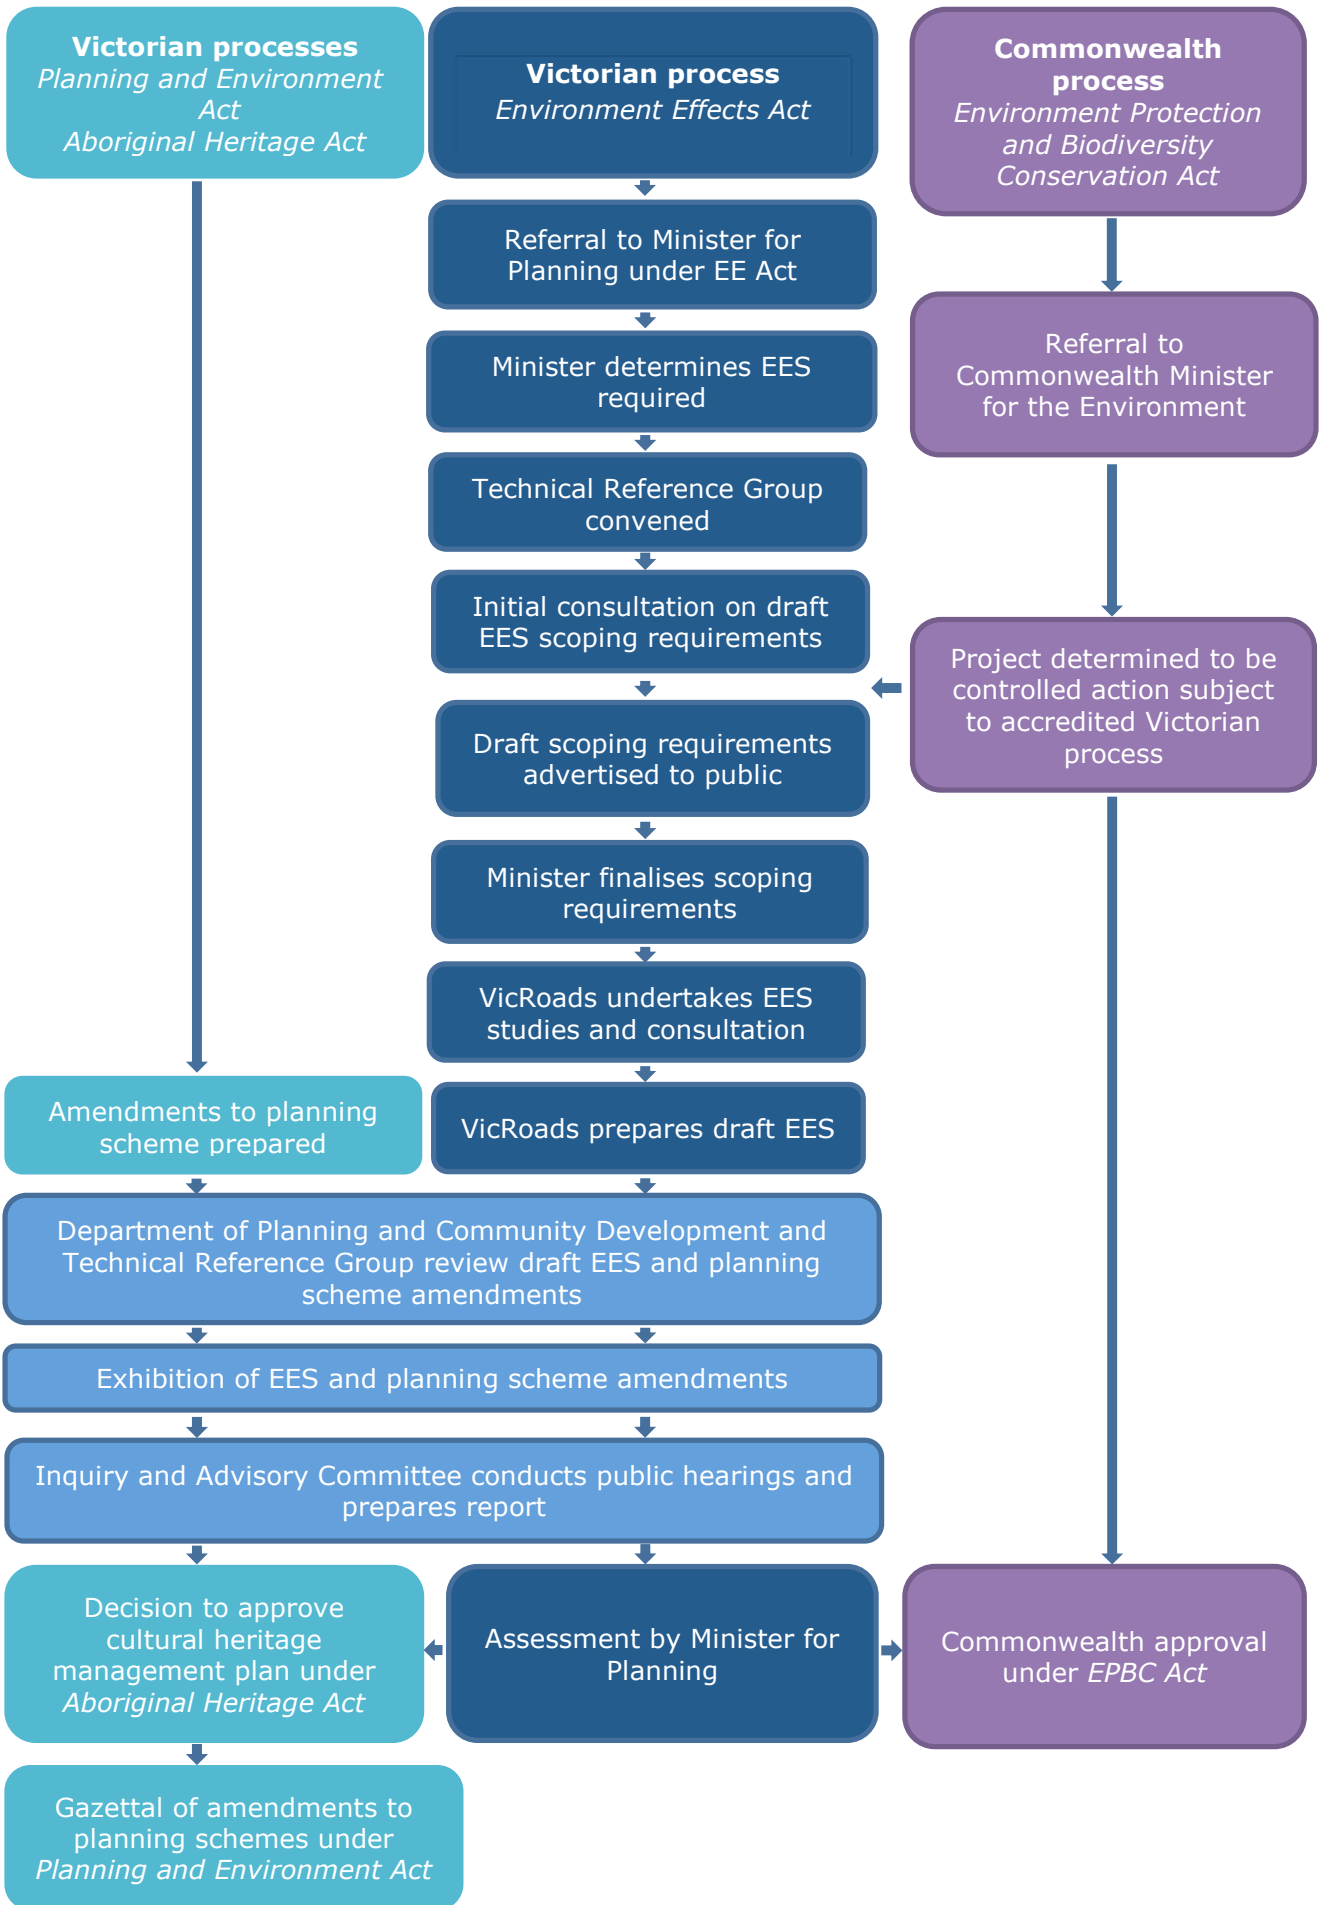 Victorian processes
Planning and Environment
Act
Aboriginal Heritage Act
Victorian process
Environment Effects Act
Commonwealth
process
Environment Protection
and Biodiversity
Conservation Act
Referral to Minister for
Planning under EE Act
Referral to
Commonwealth Minister
for the Environment
Minister determines EES
required
Technical Reference Group
convened
Initial consultation on draft
EES scoping requirements
Project determined to be
controlled action subject
to accredited Victorian
process
Draft scoping requirements
advertised to public
Minister finalises scoping
requirements
VicRoads undertakes EES
studies and consultation
Amendments to planning
scheme prepared
VicRoads prepares draft EES
Department of Planning and Community Development and
Technical Reference Group review draft EES and planning
scheme amendments
Exhibition of EES and planning scheme amendments
Inquiry and Advisory Committee conducts public hearings and
prepares report
Decision to approve
cultural heritage
management plan under
Aboriginal Heritage Act
Assessment by Minister for
Planning
Commonwealth approval
under EPBC Act
Gazettal of amendments to
planning schemes under
Planning and Environment Act